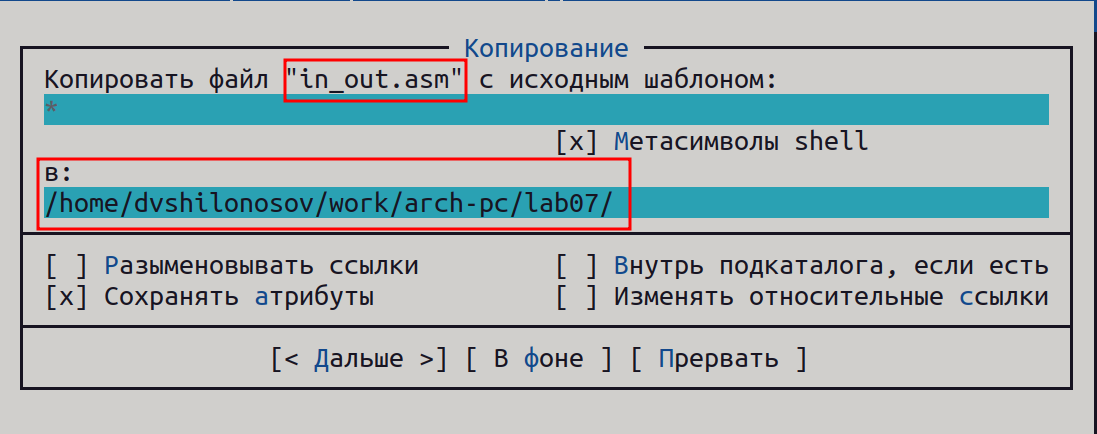 Копирование
Копировать файл "in_out.asm" с исходным шаблоном:
*
[x] Метасимволы shell
в:
/home/dvshilonosov/work/arch-pc/lab07/
[ ] Разыменовывать ссылки [ ] Внутрь подкаталога, если есть
[x] Сохранять атрибуты [ ] Изменять относительные ссылки
[< Дальше >] [ В фоне ] [ Прервать ]